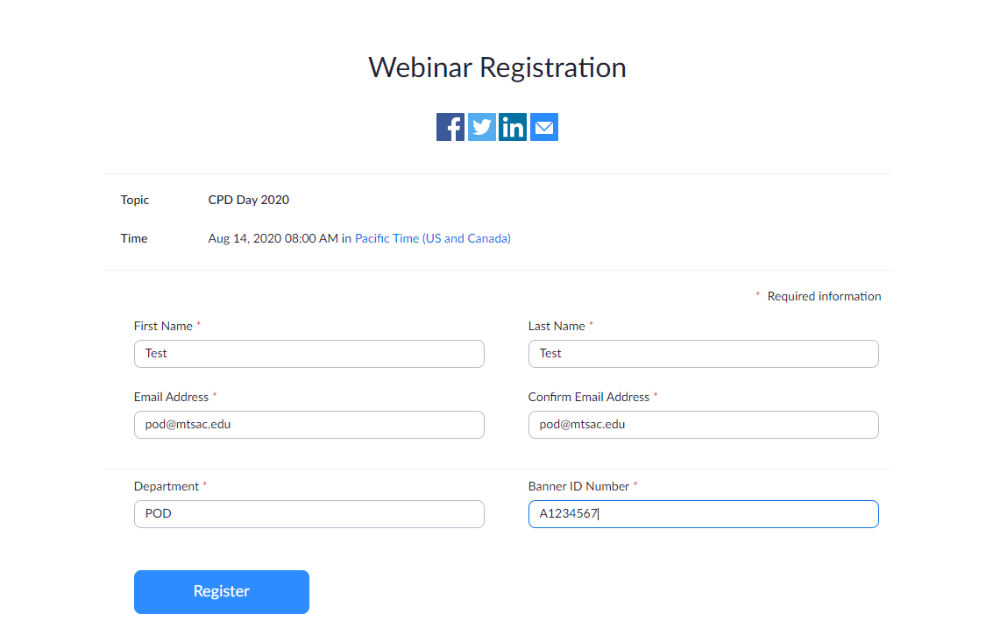 Webinar Registration
Topic CPD Day 2020
Time Aug 14, 2020 08:00 AM in Pacific Time (US and Canada)
* Required information
First Name * Last Name *
Test Test
Email Address * Confirm Email Address *
pod@mtsac.edu pod@mtsac.edu
Department * Banner ID Number *
POD A1234567
Register